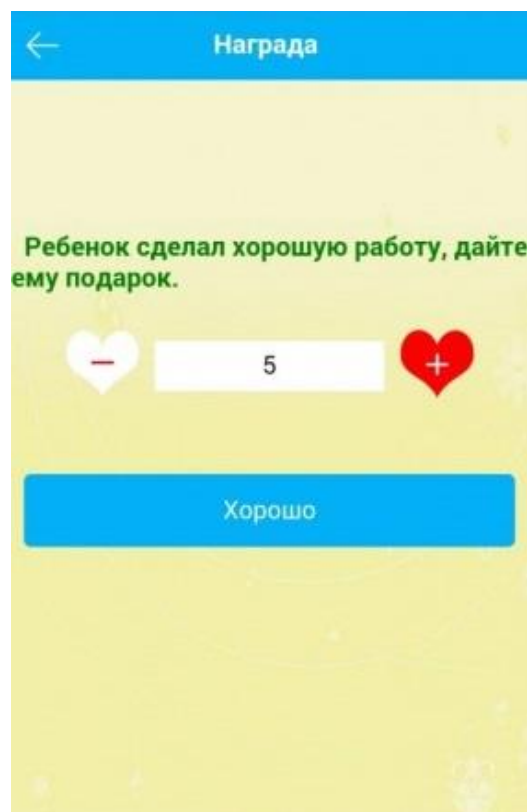 Награда
Ребенок сделал хорошую работу, дайте
ему подарок.
− 5 +
Хорошо